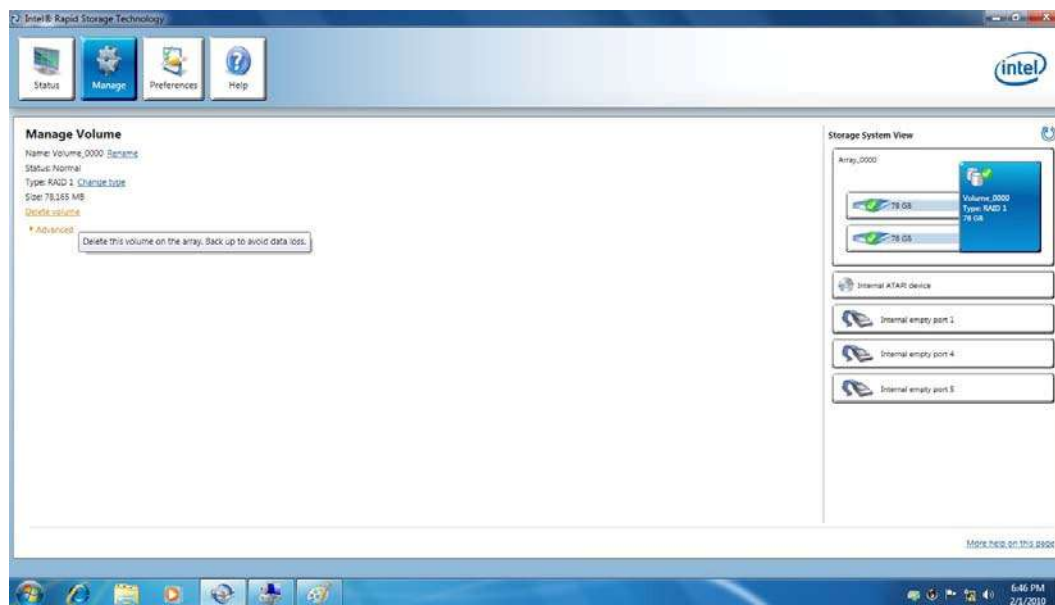 Intel® Rapid Storage Technology
Status
Manage
Preferences
Help
intel
Manage Volume
Name: Volume_0000 Rename
Status: Normal
Type: RAID 1 Change type
Size: 78,165 MB
Delete volume
Advanced
Delete this volume on the array. Back up to avoid data loss.
Storage System View
Array_0000
78 GB
78 GB
Volume_0000
Type: RAID 1
78 GB
Internal ATAPI device
Internal empty port 1
Internal empty port 4
Internal empty port 5
More help on this page
6:46 PM
2/1/2010